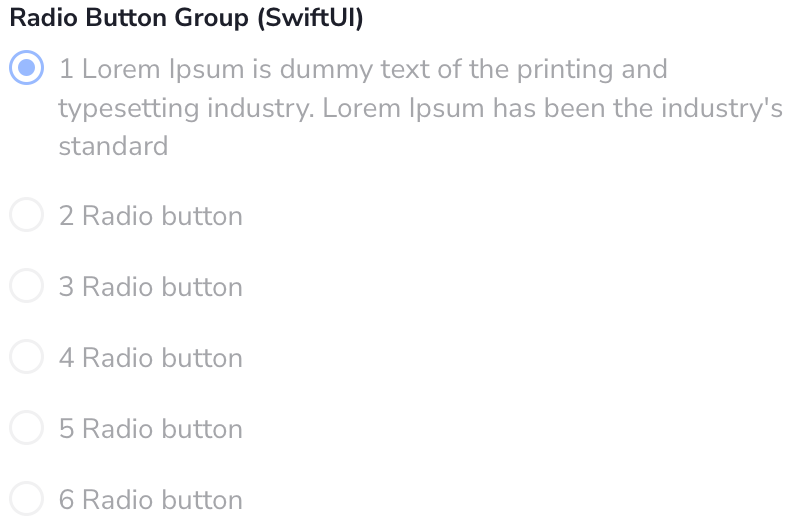 Radio Button Group (SwiftUI)
1 Lorem Ipsum is dummy text of the printing and
typesetting industry. Lorem Ipsum has been the industry's
standard
2 Radio button
3 Radio button
4 Radio button
5 Radio button
6 Radio button